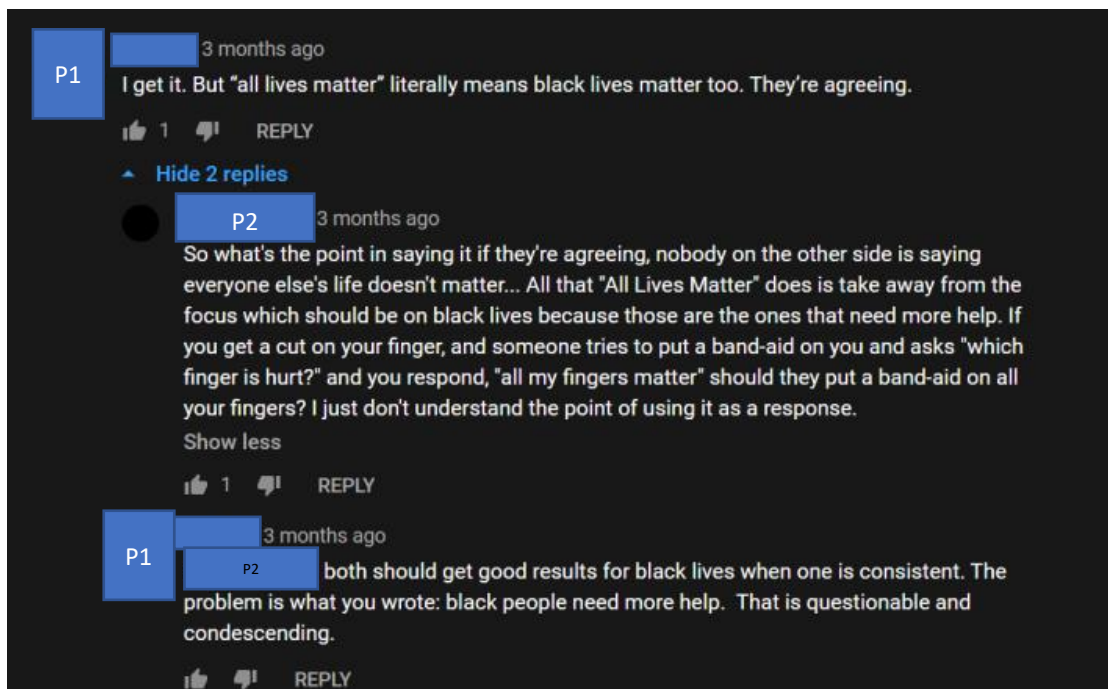 P1
3 months ago
I get it. But “all lives matter” literally means black lives matter too. They’re agreeing.
1 REPLY
Hide 2 replies
P2 3 months ago
So what's the point in saying it if they're agreeing, nobody on the other side is saying
everyone else's life doesn't matter... All that "All Lives Matter" does is take away from the
focus which should be on black lives because those are the ones that need more help. If
you get a cut on your finger, and someone tries to put a band-aid on you and asks "which
finger is hurt?" and you respond, "all my fingers matter" should they put a band-aid on all
your fingers? I just don't understand the point of using it as a response.
Show less
1 REPLY
P1
3 months ago
P2 both should get good results for black lives when one is consistent. The
problem is what you wrote: black people need more help. That is questionable and
condescending.
REPLY